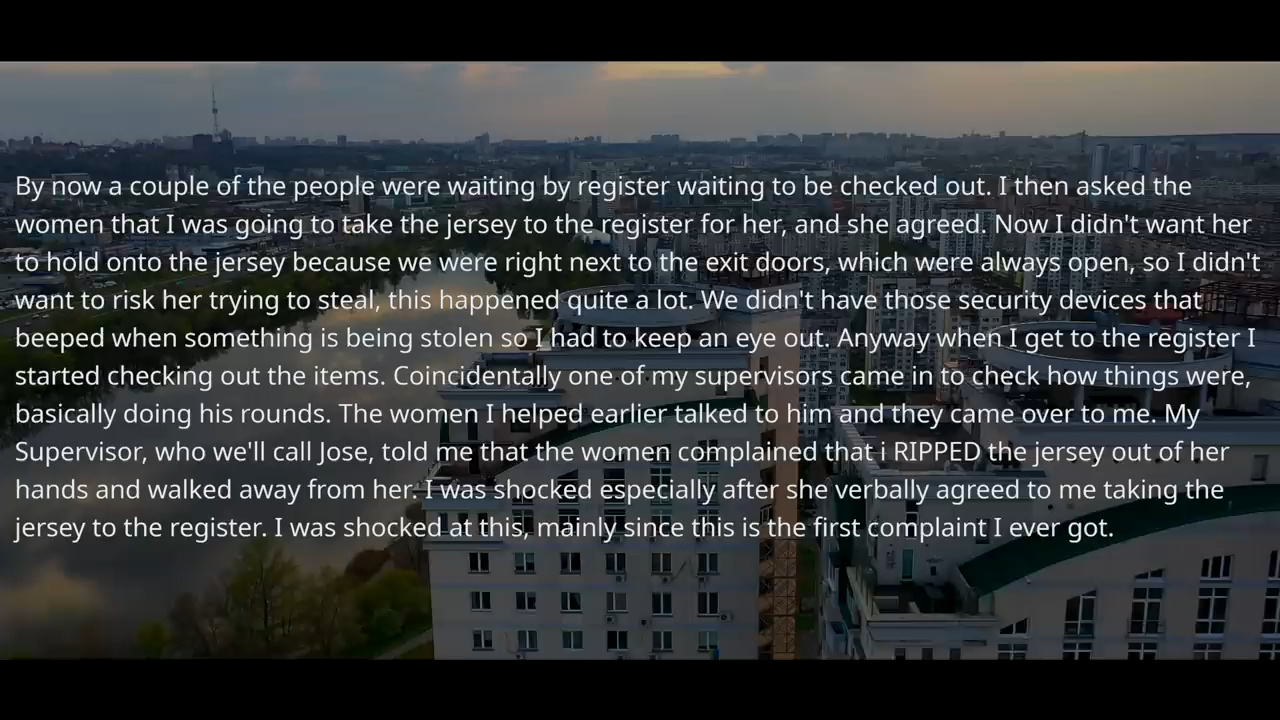 By now a couple of the people were waiting by register waiting to be checked out. I then asked the
women that I was going to take the jersey to the register for her, and she agreed. Now I didn't want her
to hold onto the jersey because we were right next to the exit doors, which were always open, so I didn't
want to risk her trying to steal, this happened quite a lot. We didn't have those security devices that
beeped when something is being stolen so I had to keep an eye out. Anyway when I get to the register I
started checking out the items. Coincidentally one of my supervisors came in to check how things were,
basically doing his rounds. The women I helped earlier talked to him and they came over to me. My
Supervisor, who we'll call Jose, told me that the women complained that i RIPPED the jersey out of her
hands and walked away from her. I was shocked especially after she verbally agreed to me taking the
jersey to the register. I was shocked at this, mainly since this is the first complaint I ever got.